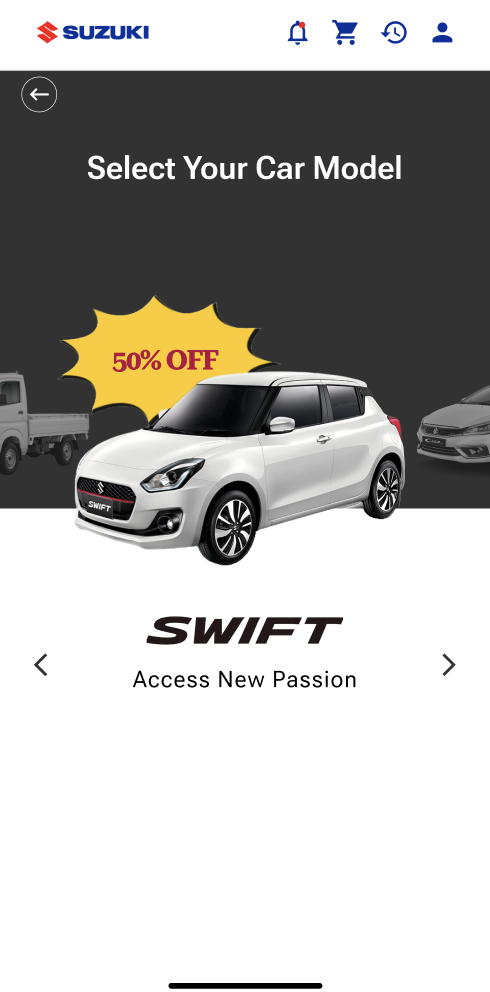 SUZUKI
Select Your Car Model
50% OFF
SWIFT
SWIFT
Access New Passion